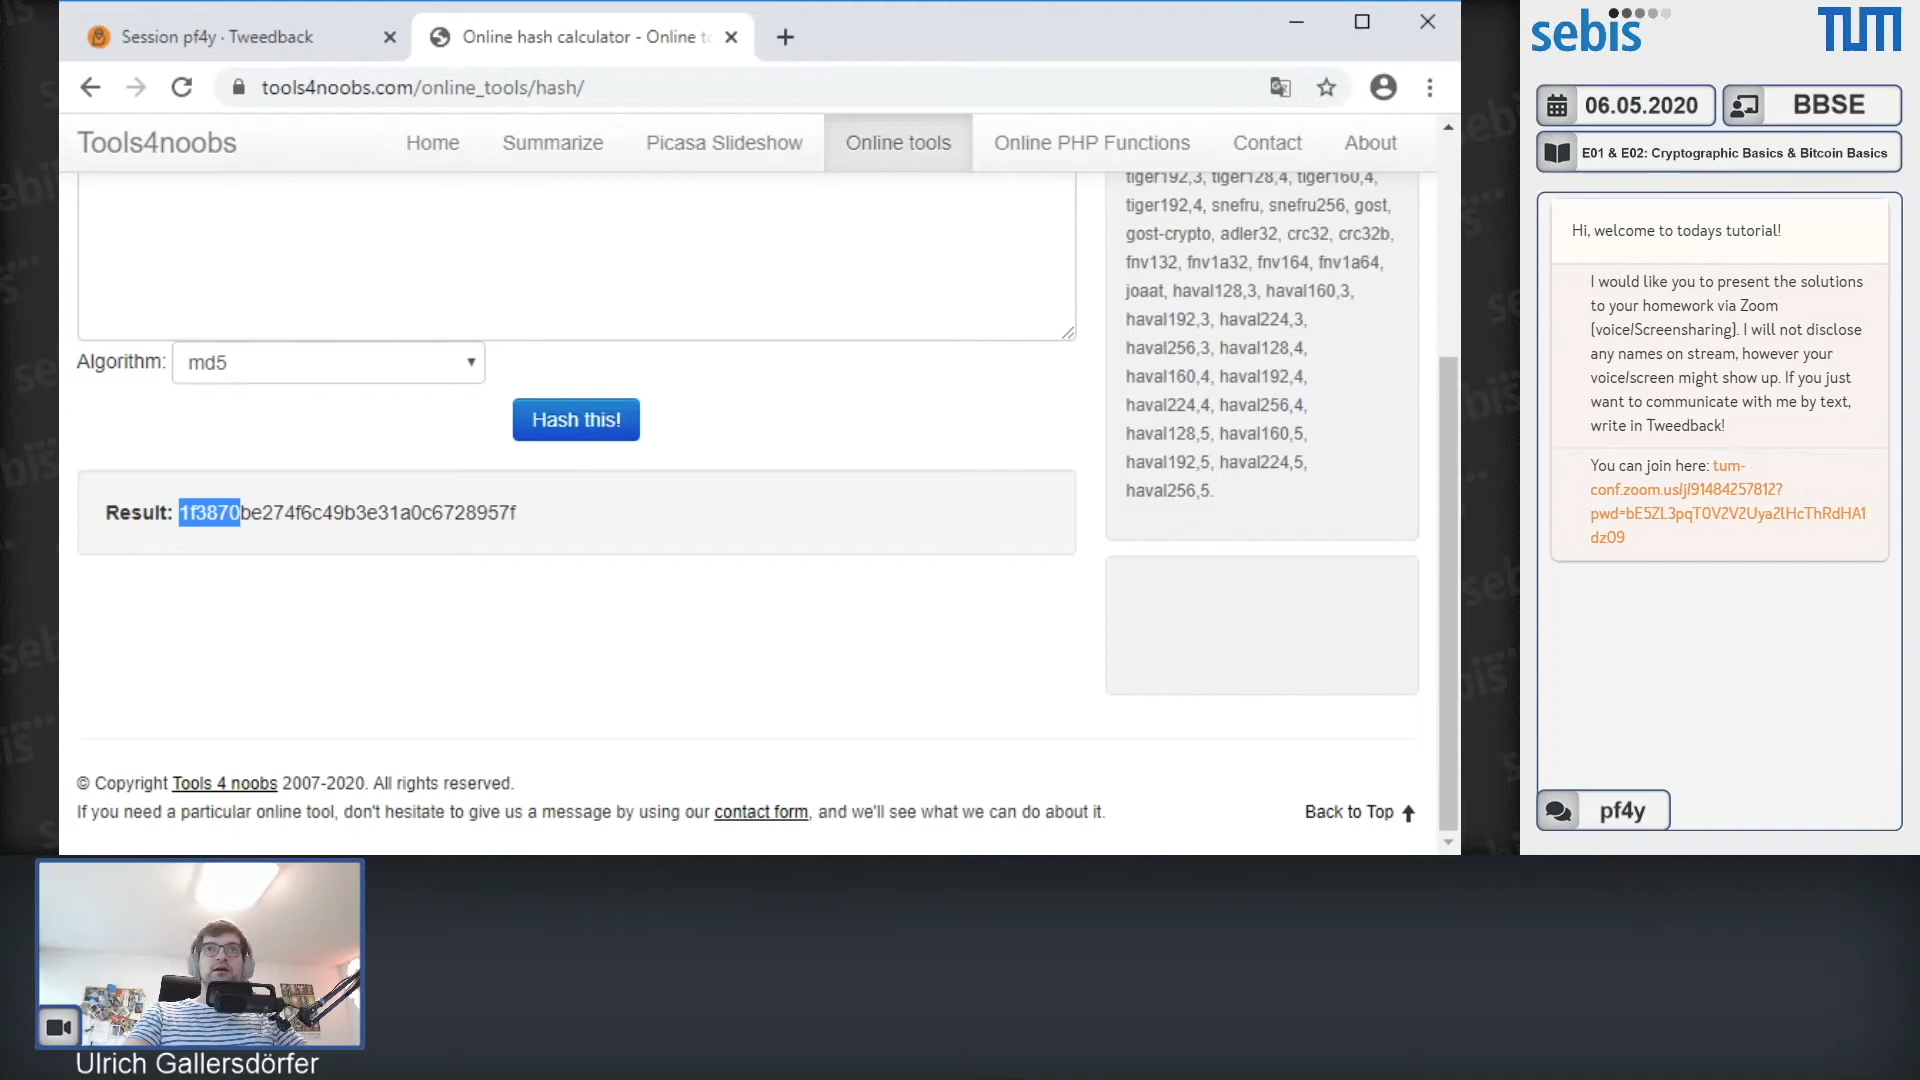 Session pf4y · Tweedback
Online hash calculator - Online to
tools4noobs.com/online_tools/hash/
Tools4noobs
Home
Summarize
Picasa Slideshow
Online tools
Online PHP Functions
Contact
About
tiger192,3, tiger128,4, tiger160,4,
tiger192,4, snefru, snefru256, gost,
gost-crypto, adler32, crc32, crc32b,
fnv132, fnv1a32, fnv164, fnv1a64,
joaat, haval128,3, haval160,3,
haval192,3, haval224,3,
haval256,3, haval128,4,
haval160,4, haval192,4,
haval224,4, haval256,4,
haval128,5, haval160,5,
haval192,5, haval224,5,
haval256,5.
Algorithm: md5
Hash this!
Result: 1f3870be274f6c49b3e31a0c6728957f
© Copyright Tools 4 noobs 2007-2020. All rights reserved.
If you need a particular online tool, don't hesitate to give us a message by using our contact form, and we'll see what we can do about it.
Back to Top
sebis
TUM
06.05.2020
BBSE
E01 & E02: Cryptographic Basics & Bitcoin Basics
Hi, welcome to todays tutorial!
I would like you to present the solutions
to your homework via Zoom
(voice/Screensharing). I will not disclose
any names on stream, however your
voice/screen might show up. If you just
want to communicate with me by text,
write in Tweedback!
You can join here: tum-
conf.zoom.us/j/91484257812?
pwd=bE5ZL3pqT0V2V2Uya2lHcThRdHA1
dz09
pf4y
Ulrich Gallersdörfer